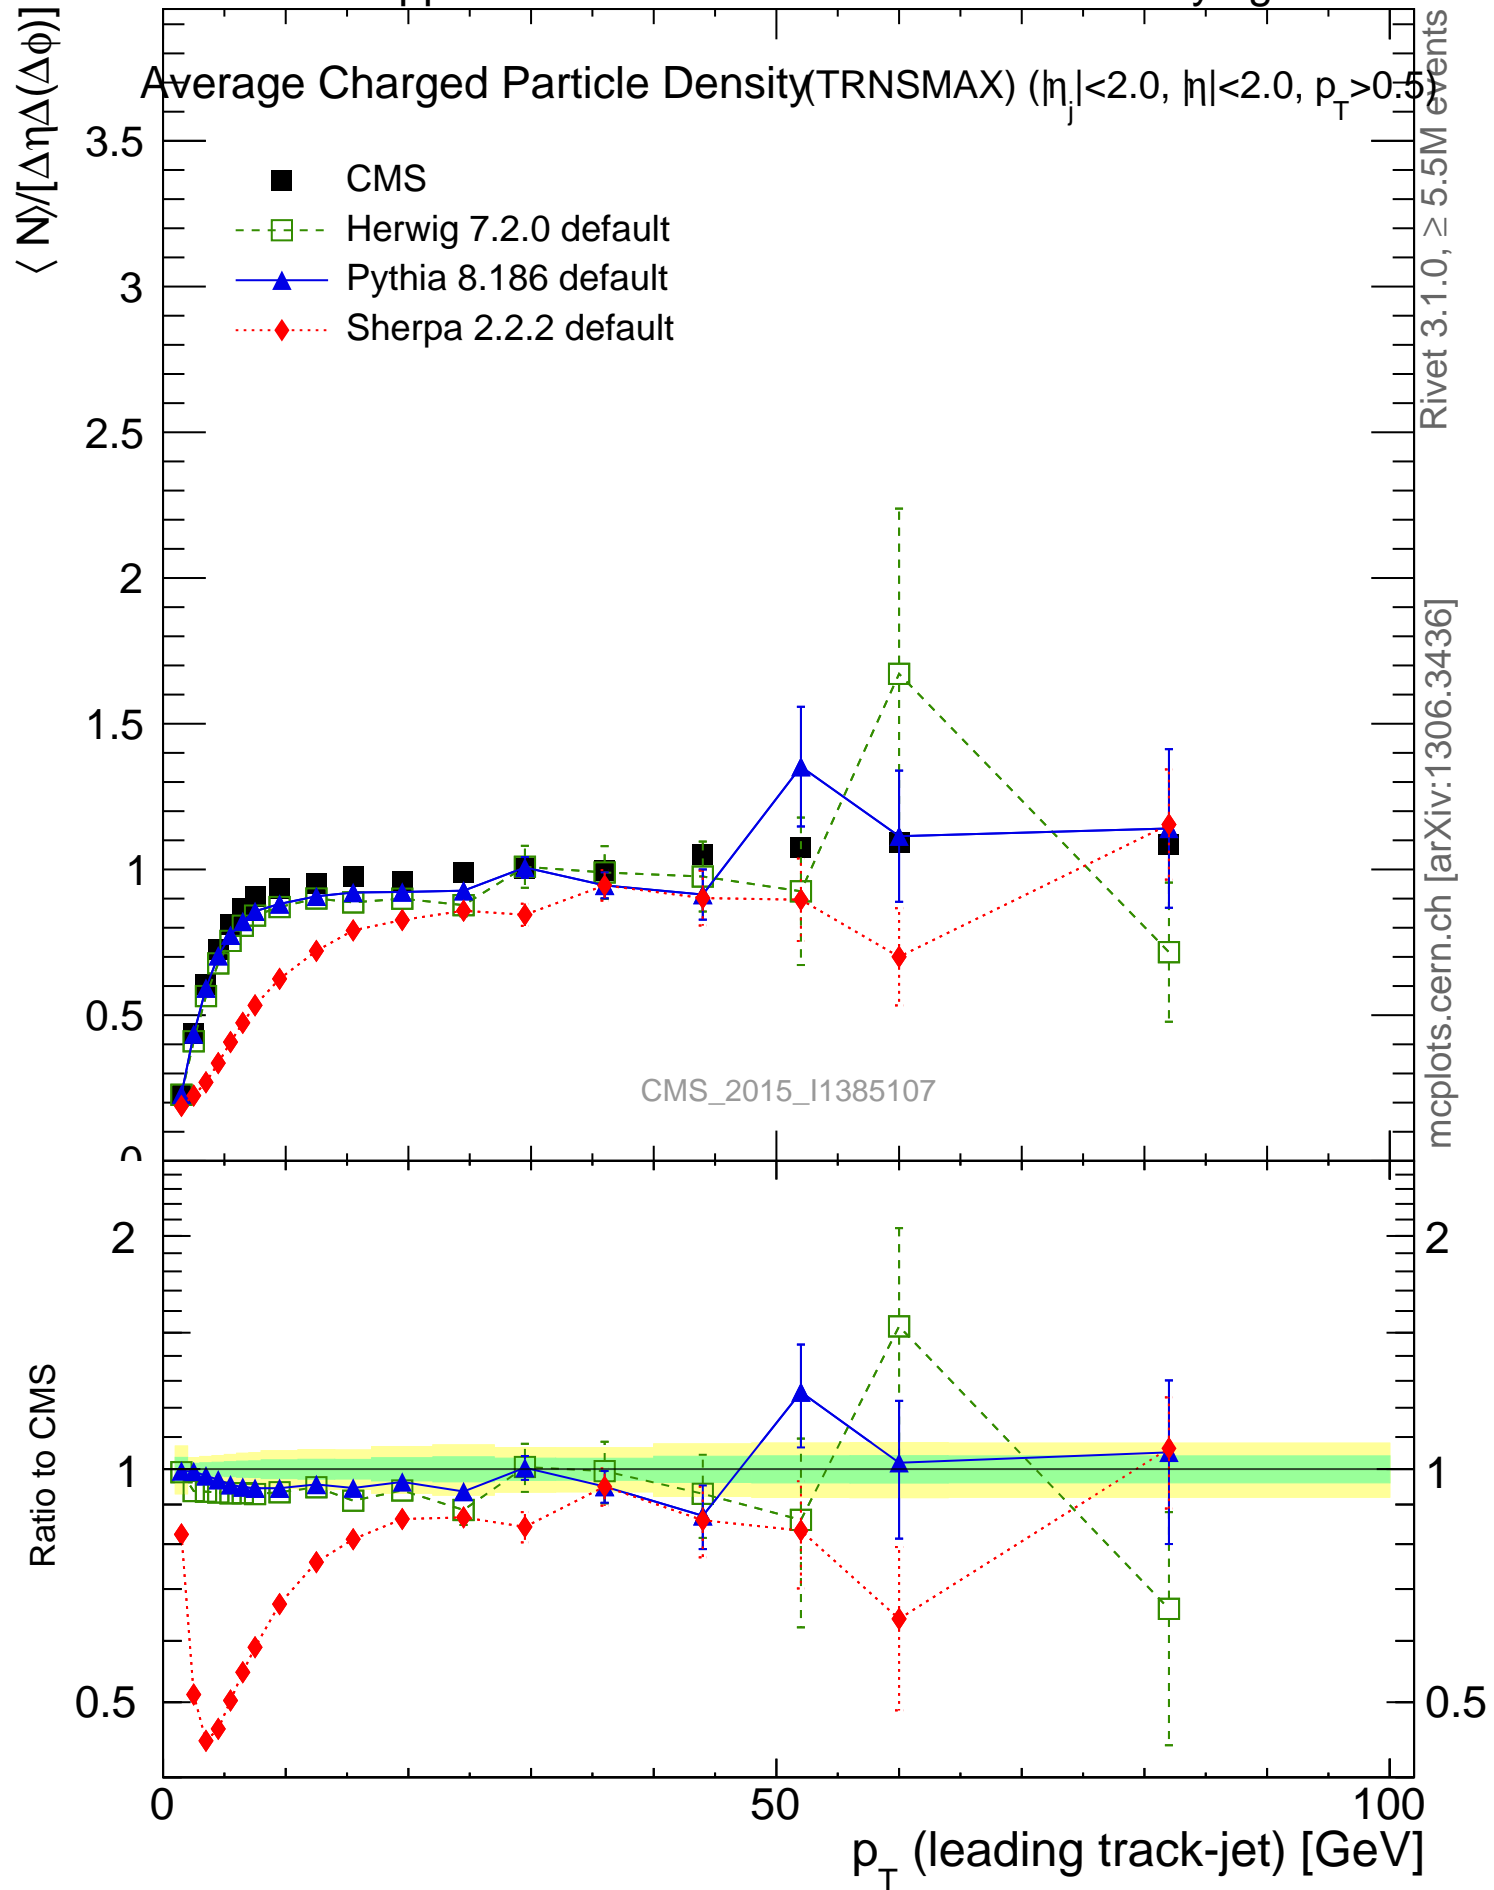 ⟨ N⟩/[ΔηΔ(Δϕ)]
Average Charged Particle Density(TRNSMAX) (|η_j|<2.0, |η|<2.0, p_T>0.5)
CMS
Herwig 7.2.0 default
Pythia 8.186 default
Sherpa 2.2.2 default
3.5
3
2.5
2
1.5
1
0.5
0
CMS_2015_I1385107
Rivet 3.1.0, ≥ 5.5M events
mcplots.cern.ch [arXiv:1306.3436]
Ratio to CMS
2
1
0.5
2
1
0.5
0
50
100
p_T (leading track-jet) [GeV]